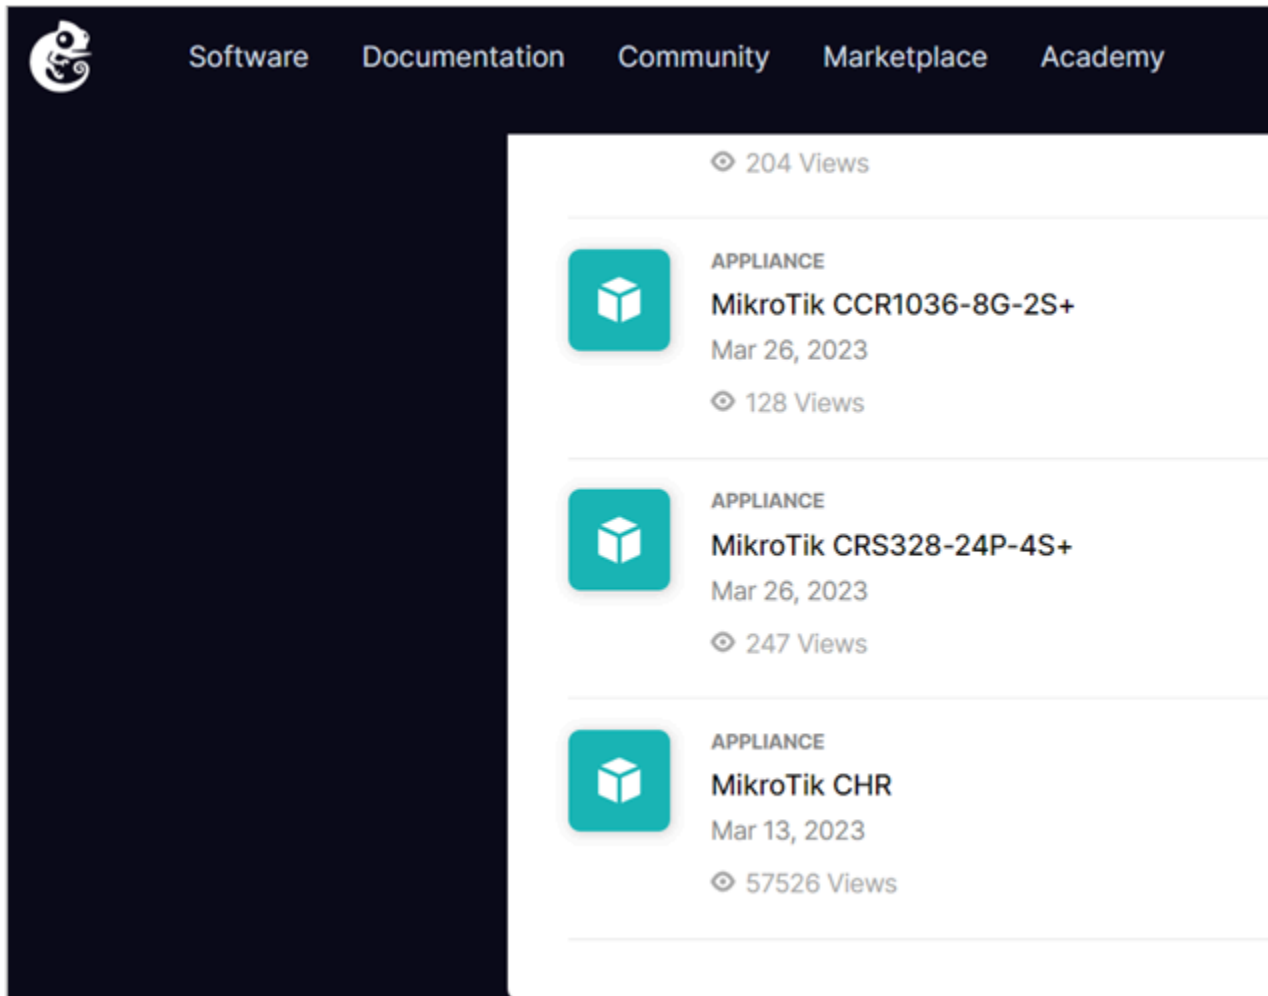 Software Documentation Community Marketplace Academy
204 Views
APPLIANCE
MikroTik CCR1036-8G-2S+
Mar 26, 2023
128 Views
APPLIANCE
MikroTik CRS328-24P-4S+
Mar 26, 2023
247 Views
APPLIANCE
MikroTik CHR
Mar 13, 2023
57526 Views